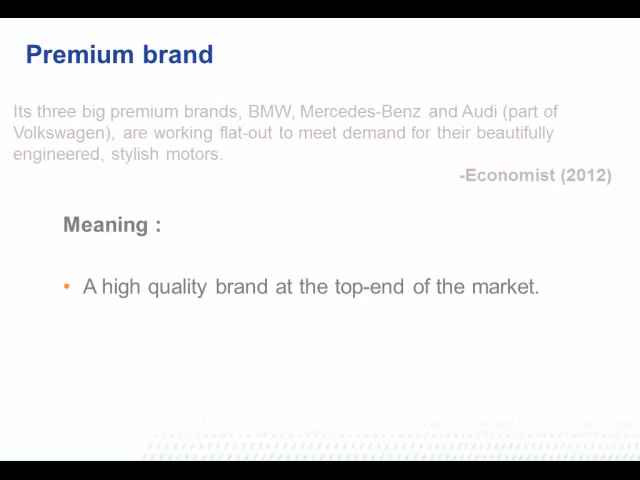 Premium brand
Its three big premium brands, BMW, Mercedes-Benz and Audi (part of
Volkswagen), are working flat-out to meet demand for their beautifully
engineered, stylish motors.
-Economist (2012)
Meaning :
• A high quality brand at the top-end of the market.